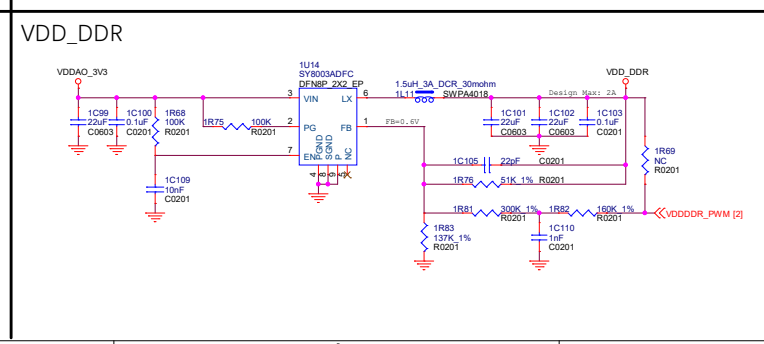 VDD_DDR
VDDAO_3V3
1U14
SY8003ADFC
DFN8P_2X2_EP
VDD_DDR
1.5uH_3A_DCR_30mohm
1L11
SWPA4018
Design Max: 2A
3
VIN
LX
6
1C99
22uF
C0603
1C100
0.1uF
C0201
1R68
100K
R0201
1R75
100K
R0201
2
PG
FB
1
FB=0.6V
1C101
22uF
C0603
1C102
22uF
C0603
1C103
0.1uF
C0201
7
EN
PGND
SGND
P
NC
4
8
9
5
1R69
NC
R0201
1C105
22pF
C0201
1R76
51K_1%
R0201
1C109
10nF
C0201
1R81
300K_1%
R0201
1R82
160K_1%
R0201
VDDDDR_PWM [2]
1R83
137K_1%
R0201
1C110
1nF
C0201